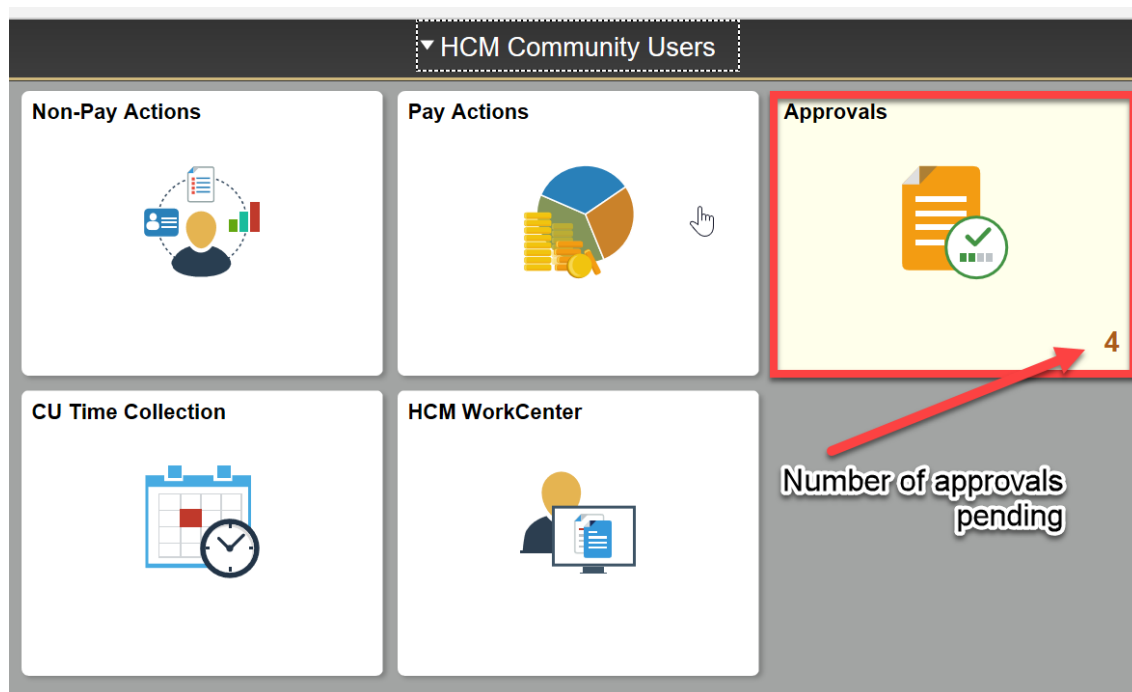 HCM Community Users
Non-Pay Actions
Pay Actions
Approvals
4
CU Time Collection
HCM WorkCenter
Number of approvals
pending